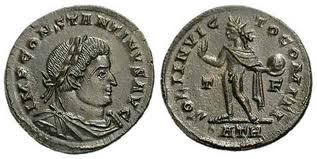 IMP CONSTANTINVS AVG
SOLI INVICTO COMITI
T F